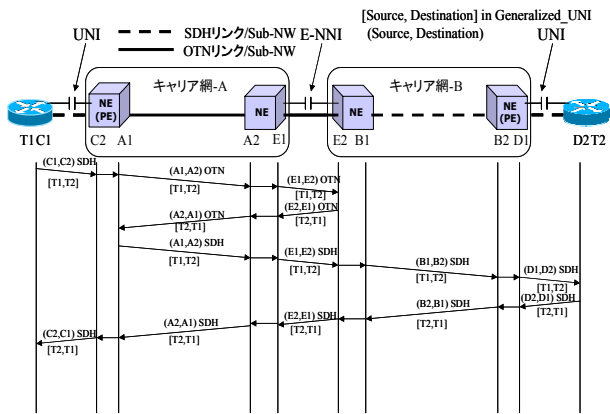 [Source, Destination] in Generalized_UNI
(Source, Destination)
UNI
SDHリンク/Sub-NW
OTNリンク/Sub-NW
E-NNI
UNI
キャリア網-A
キャリア網-B
NE
(PE)
NE
NE
NE
(PE)
T1 C1
C2
A1
A2
E1
E2
B1
B2
D1
D2 T2
(C1,C2) SDH
[T1,T2]
(A1,A2) OTN
[T1,T2]
(E1,E2) OTN
[T1,T2]
(E2,E1) OTN
[T2,T1]
(A2,A1) OTN
[T2,T1]
(A1,A2) SDH
[T1,T2]
(E1,E2) SDH
[T1,T2]
(B1,B2) SDH
[T1,T2]
(D1,D2) SDH
[T1,T2]
(D2,D1) SDH
[T2,T1]
(B2,B1) SDH
[T2,T1]
(E2,E1) SDH
[T2,T1]
(A2,A1) SDH
[T2,T1]
(C2,C1) SDH
[T2,T1]